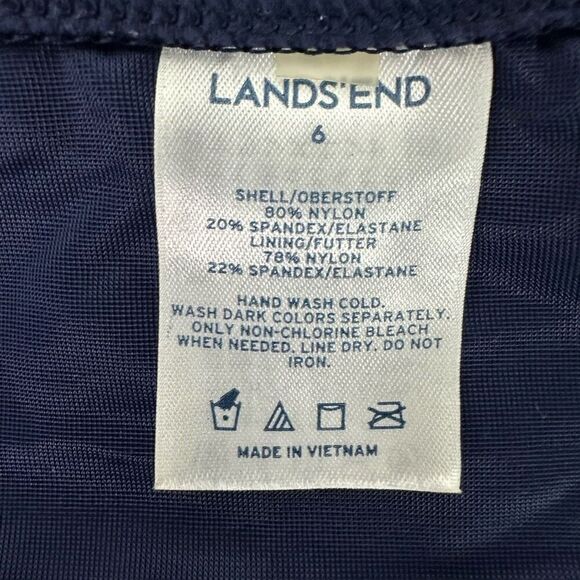 LANDS'END
6
SHELL/OBERSTOFF
80% NYLON
20% SPANDEX/ELASTANE
LINING/FUTTER
78% NYLON
22% SPANDEX/ELASTANE
HAND WASH COLD.
WASH DARK COLORS SEPARATELY.
ONLY NON-CHLORINE BLEACH
WHEN NEEDED. LINE DRY. DO NOT
IRON.
MADE IN VIETNAM